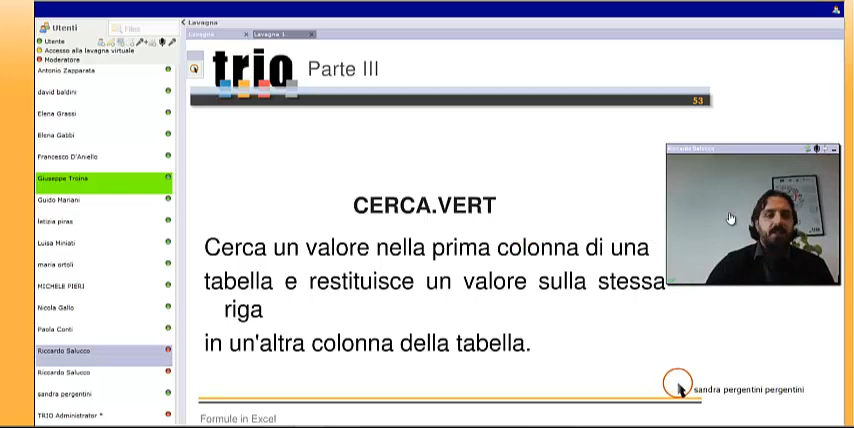 Utenti
Filos
Utente
Accesso alla lavagna virtuale
Moderatore
Antonio Zapparata
david baldini
Elena Grassi
Elena Gabbi
Francesco D'Aniello
Giuseppe Troina
Guido Mariani
letizia piras
Luisa Miniati
maria ortoli
MICHELE PIERI
Nicola Gallo
Paola Conti
Riccardo Salucco
Riccardo Salucco
sandra pergentini
TRIO Administrator *
Lavagna
Lavagna
Lavagna 1
trio Parte III
53
Riccardo Salucco
CERCA.VERT
Cerca un valore nella prima colonna di una
tabella e restituisce un valore sulla stessa
riga
in un'altra colonna della tabella.
sandra pergentini pergentini
Formule in Excel